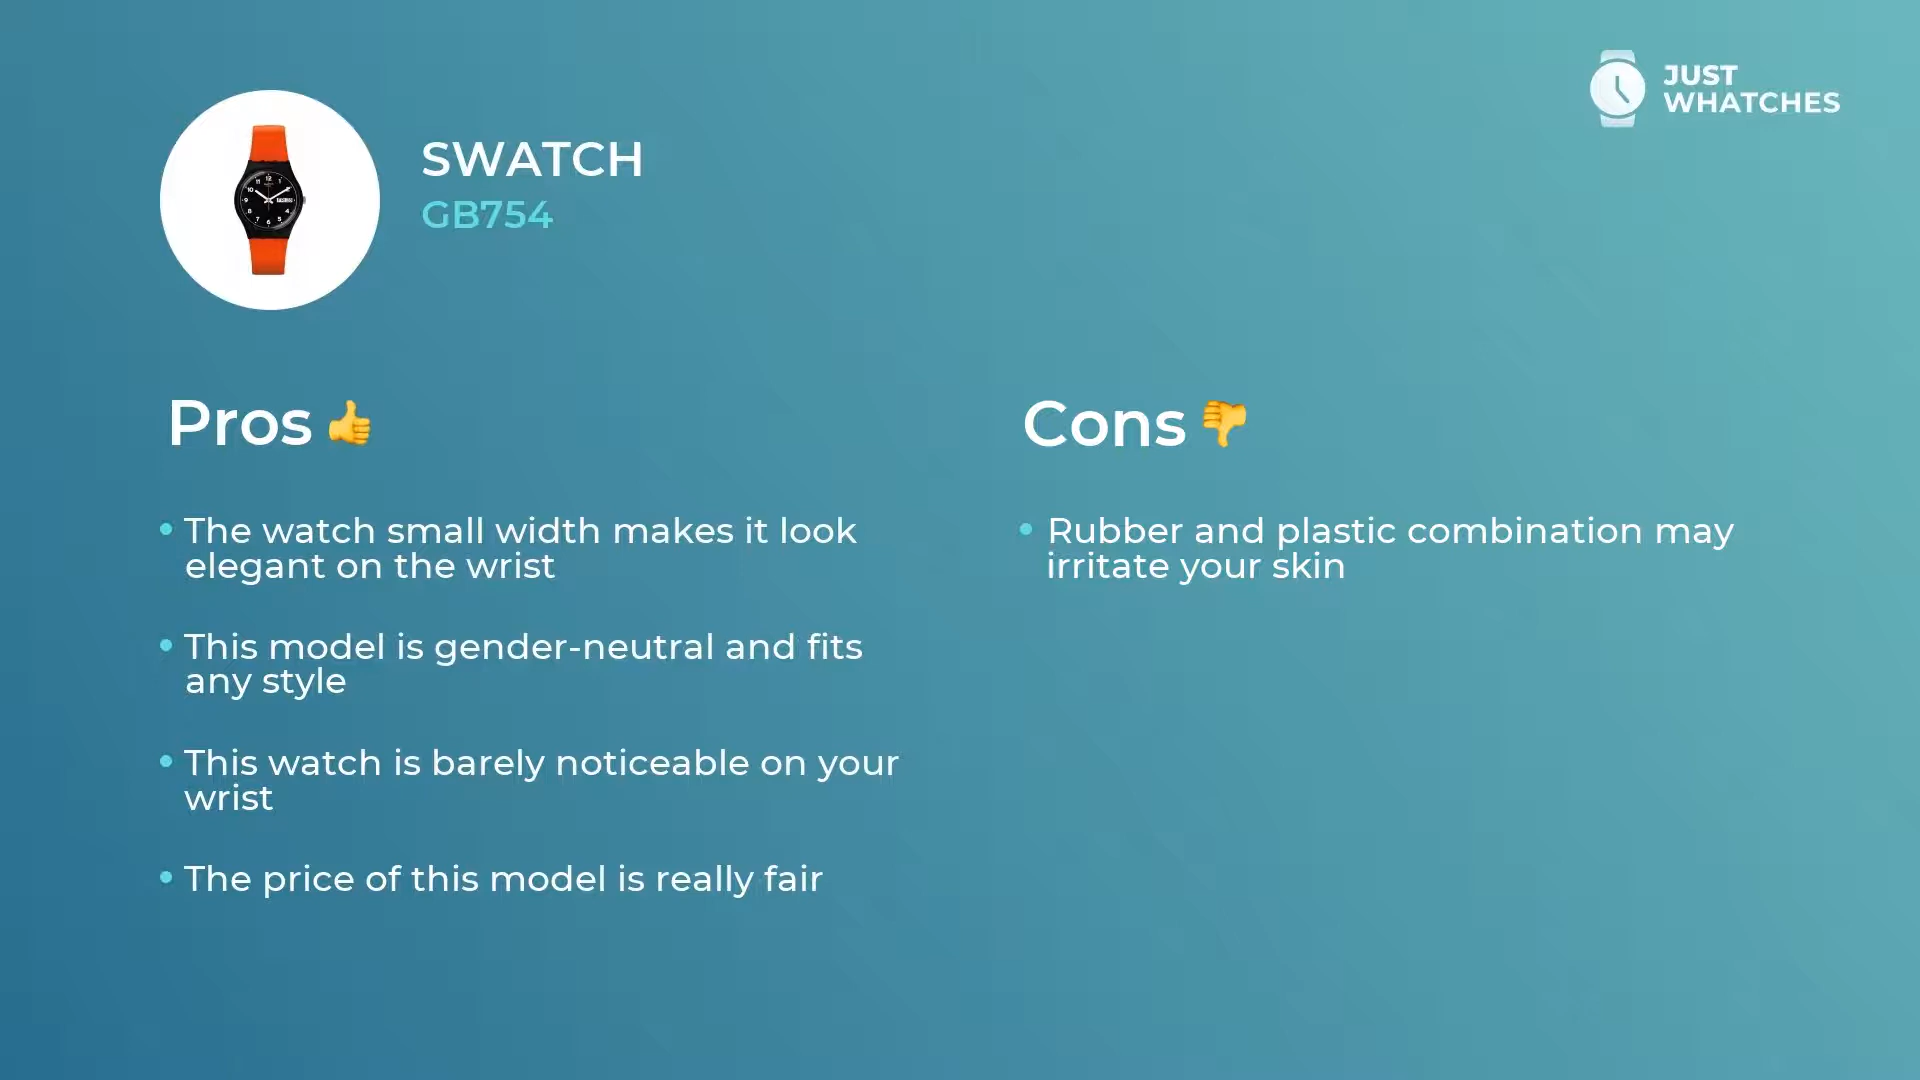 JUST
WHATCHES
SWATCH
GB754
Pros
The watch small width makes it look
elegant on the wrist
This model is gender-neutral and fits
any style
This watch is barely noticeable on your
wrist
The price of this model is really fair
Cons
Rubber and plastic combination may
irritate your skin